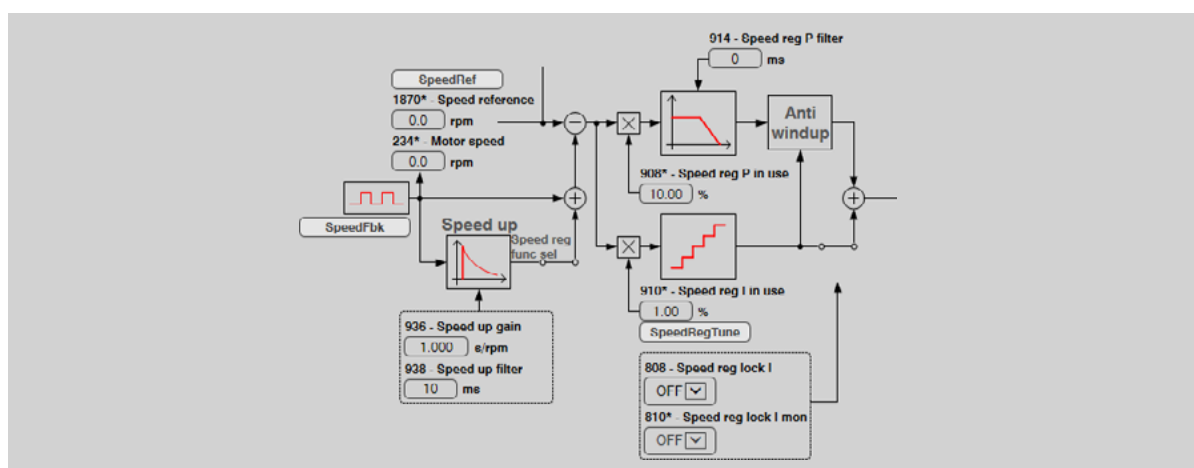 914 - Speed reg P filter
0 ms
SpeedRef
1870* - Speed reference
0.0 rpm
234* - Motor speed
0.0 rpm
Anti
windup
908* - Speed reg P in use
10.00 %
SpeedFbk
Speed up
Speed reg
func sel
910* - Speed reg I in use
1.00 %
SpeedRegTune
936 - Speed up gain
1.000 s/rpm
938 - Speed up filter
10 ms
808 - Speed reg lock I
OFF
810* - Speed reg lock I mon
OFF